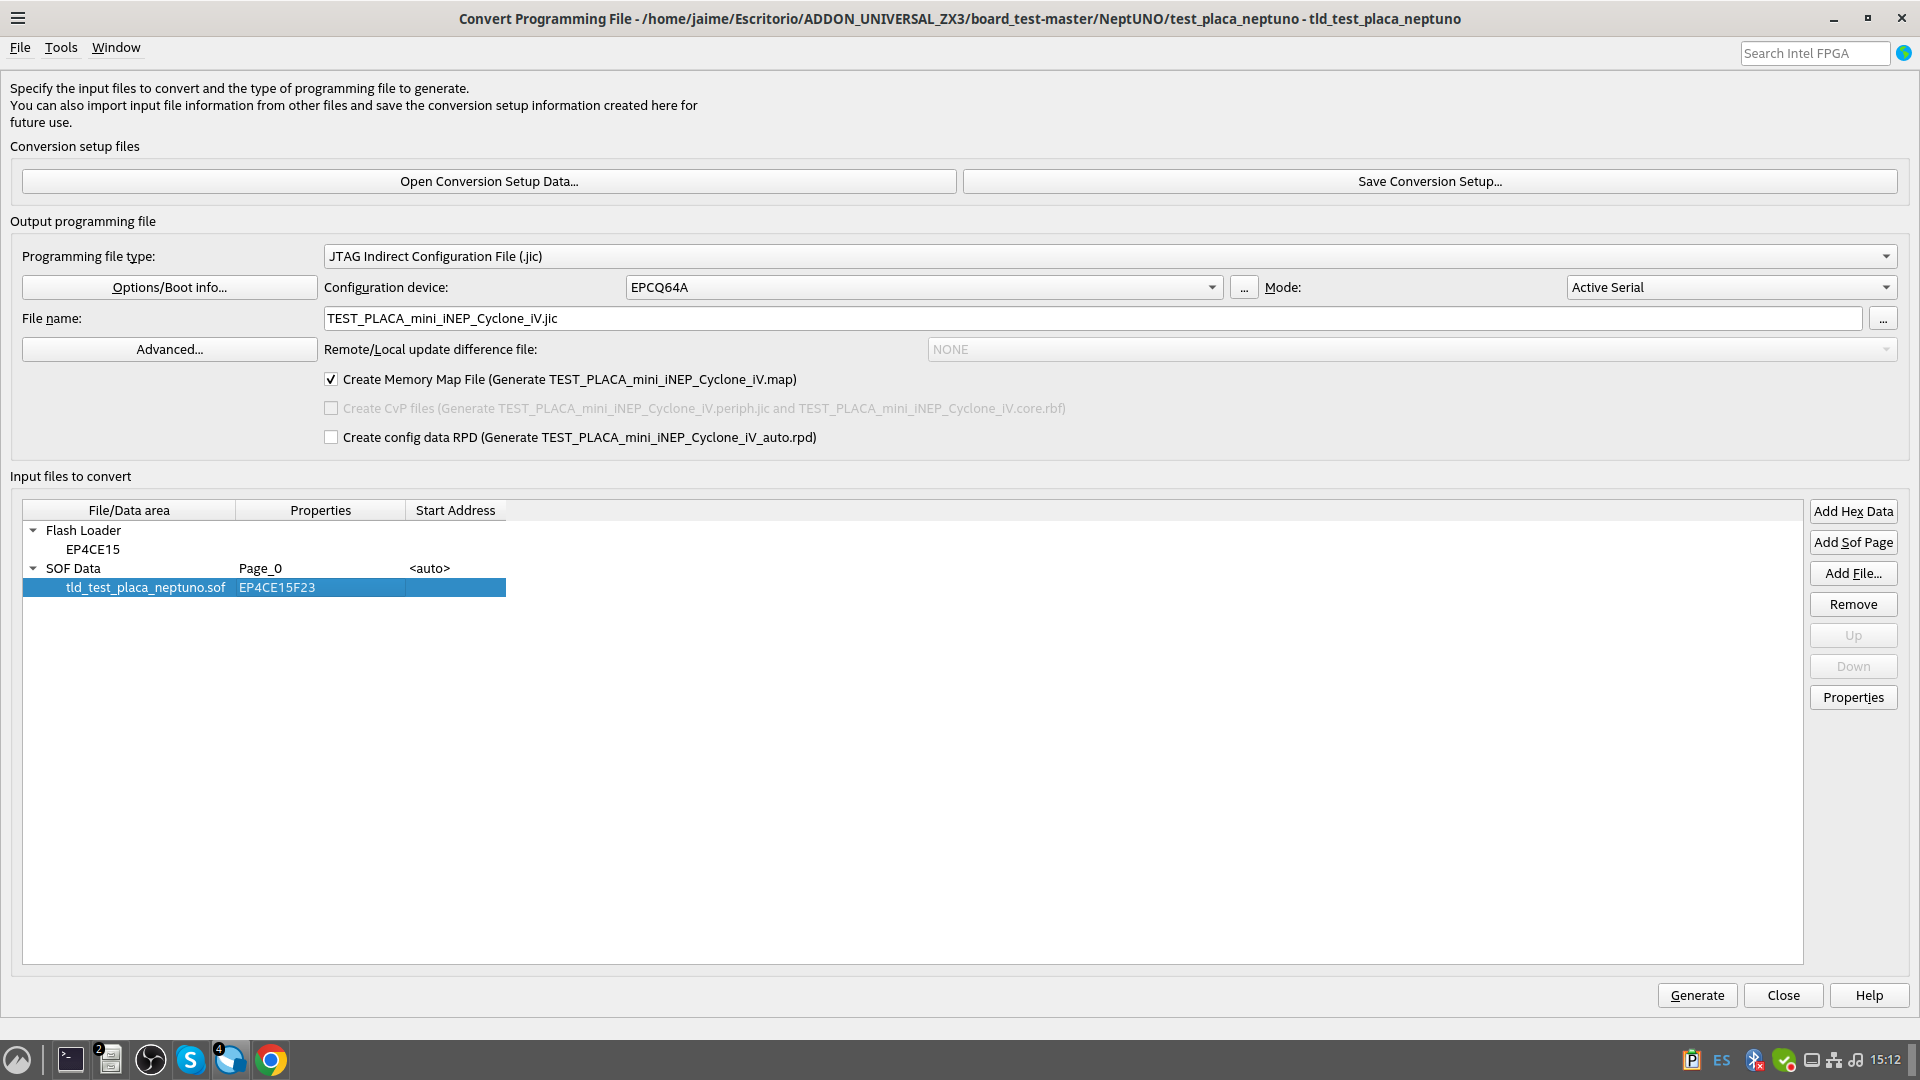 Convert Programming File - /home/jaime/Escritorio/ADDON_UNIVERSAL_ZX3/board_test-master/NeptUNO/test_placa_neptuno - tld_test_placa_neptuno
File Tools Window
Search Intel FPGA
Specify the input files to convert and the type of programming file to generate.
You can also import input file information from other files and save the conversion setup information created here for
future use.
Conversion setup files
Open Conversion Setup Data... Save Conversion Setup...
Output programming file
Programming file type: JTAG Indirect Configuration File (.jic)
Options/Boot info... Configuration device: EPCQ64A ... Mode: Active Serial
File name: TEST_PLACA_mini_iNEP_Cyclone_iV.jic ...
Advanced... Remote/Local update difference file: NONE
Create Memory Map File (Generate TEST_PLACA_mini_iNEP_Cyclone_iV.map)
Create CvP files (Generate TEST_PLACA_mini_iNEP_Cyclone_iV.periph.jic and TEST_PLACA_mini_iNEP_Cyclone_iV.core.rbf)
Create config data RPD (Generate TEST_PLACA_mini_iNEP_Cyclone_iV_auto.rpd)
Input files to convert
File/Data area Properties Start Address
Flash Loader
EP4CE15
SOF Data Page_0 <auto>
tld_test_placa_neptuno.sof EP4CE15F23
Add Hex Data
Add Sof Page
Add File...
Remove
Up
Down
Properties
Generate Close Help
2 4 ES 15:12